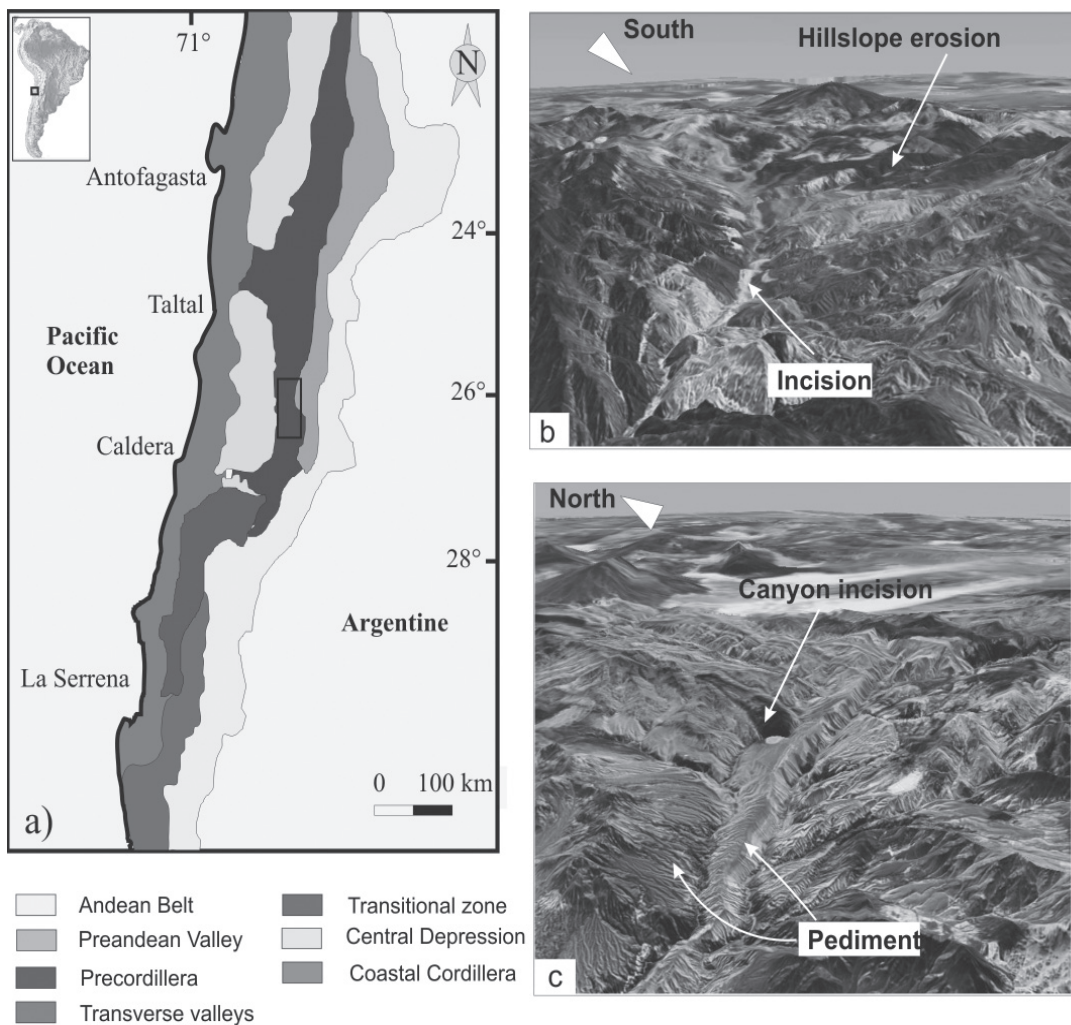 71°
N
Antofagasta
24°
Taltal
Pacific
Ocean
26°
Caldera
28°
Argentine
La Serrena
0 100 km
a)
Andean Belt
Preandean Valley
Precordillera
Transverse valleys
Transitional zone
Central Depression
Coastal Cordillera
South
Hillslope erosion
Incision
b
North
Canyon incision
Pediment
c